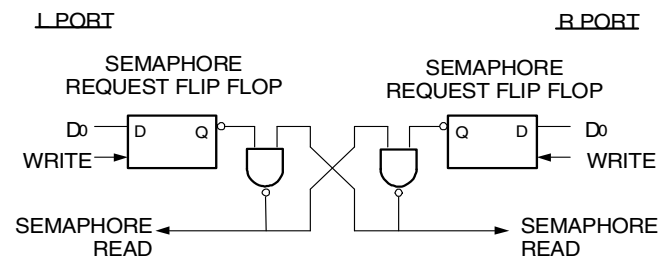 L PORT
R PORT
SEMAPHORE
REQUEST FLIP FLOP
SEMAPHORE
REQUEST FLIP FLOP
D0
D
Q
WRITE
Q
D
D0
WRITE
SEMAPHORE
READ
SEMAPHORE
READ